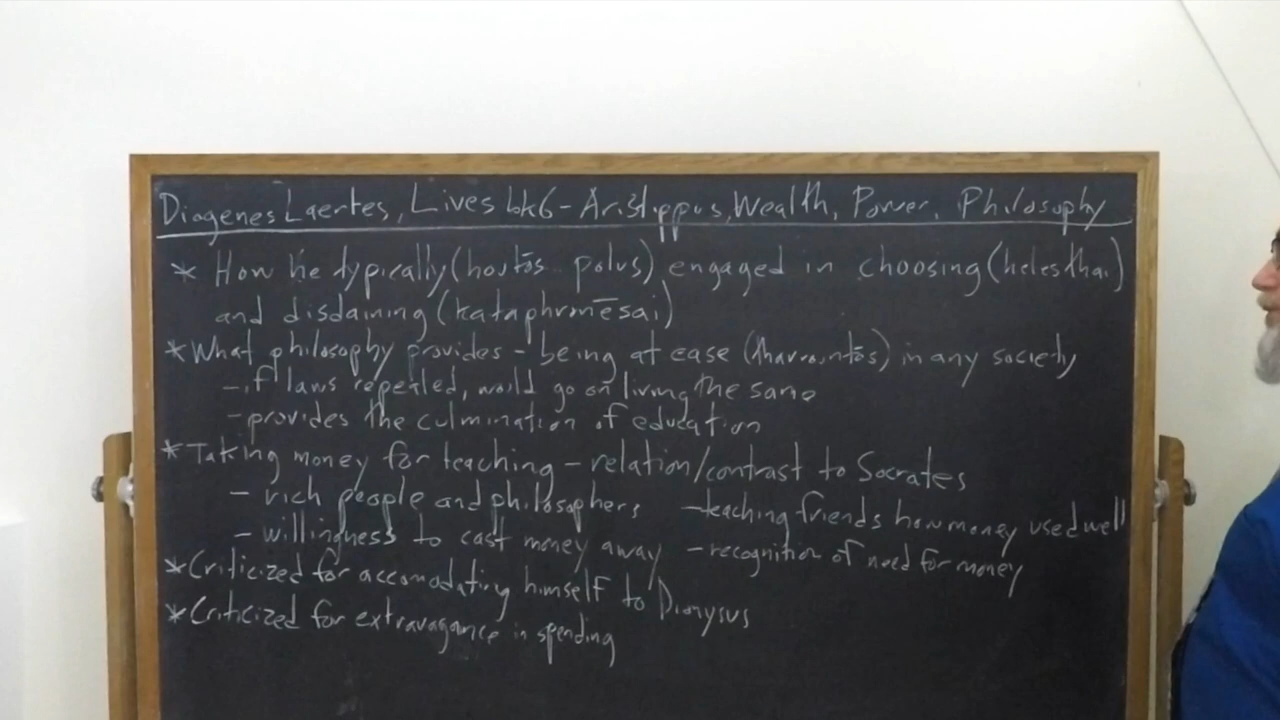 Diogenes Laertes, Lives bk6 - Aristippus, Wealth, Power, Philosophy
* How he typically (houtōs polus) engaged in choosing (helesthai)
and disdaining (kataphronēsai)
* What philosophy provides - being at ease (tharrountōs) in any society
- if laws repealed, would go on living the same
- provides the culmination of education
* Taking money for teaching - relation/contrast to Socrates
- rich people and philosophers - teaching friends how money used well
- willingness to cast money away - recognition of need for money
* Criticized for accomodating himself to Dionysus
* Criticized for extravagance in spending